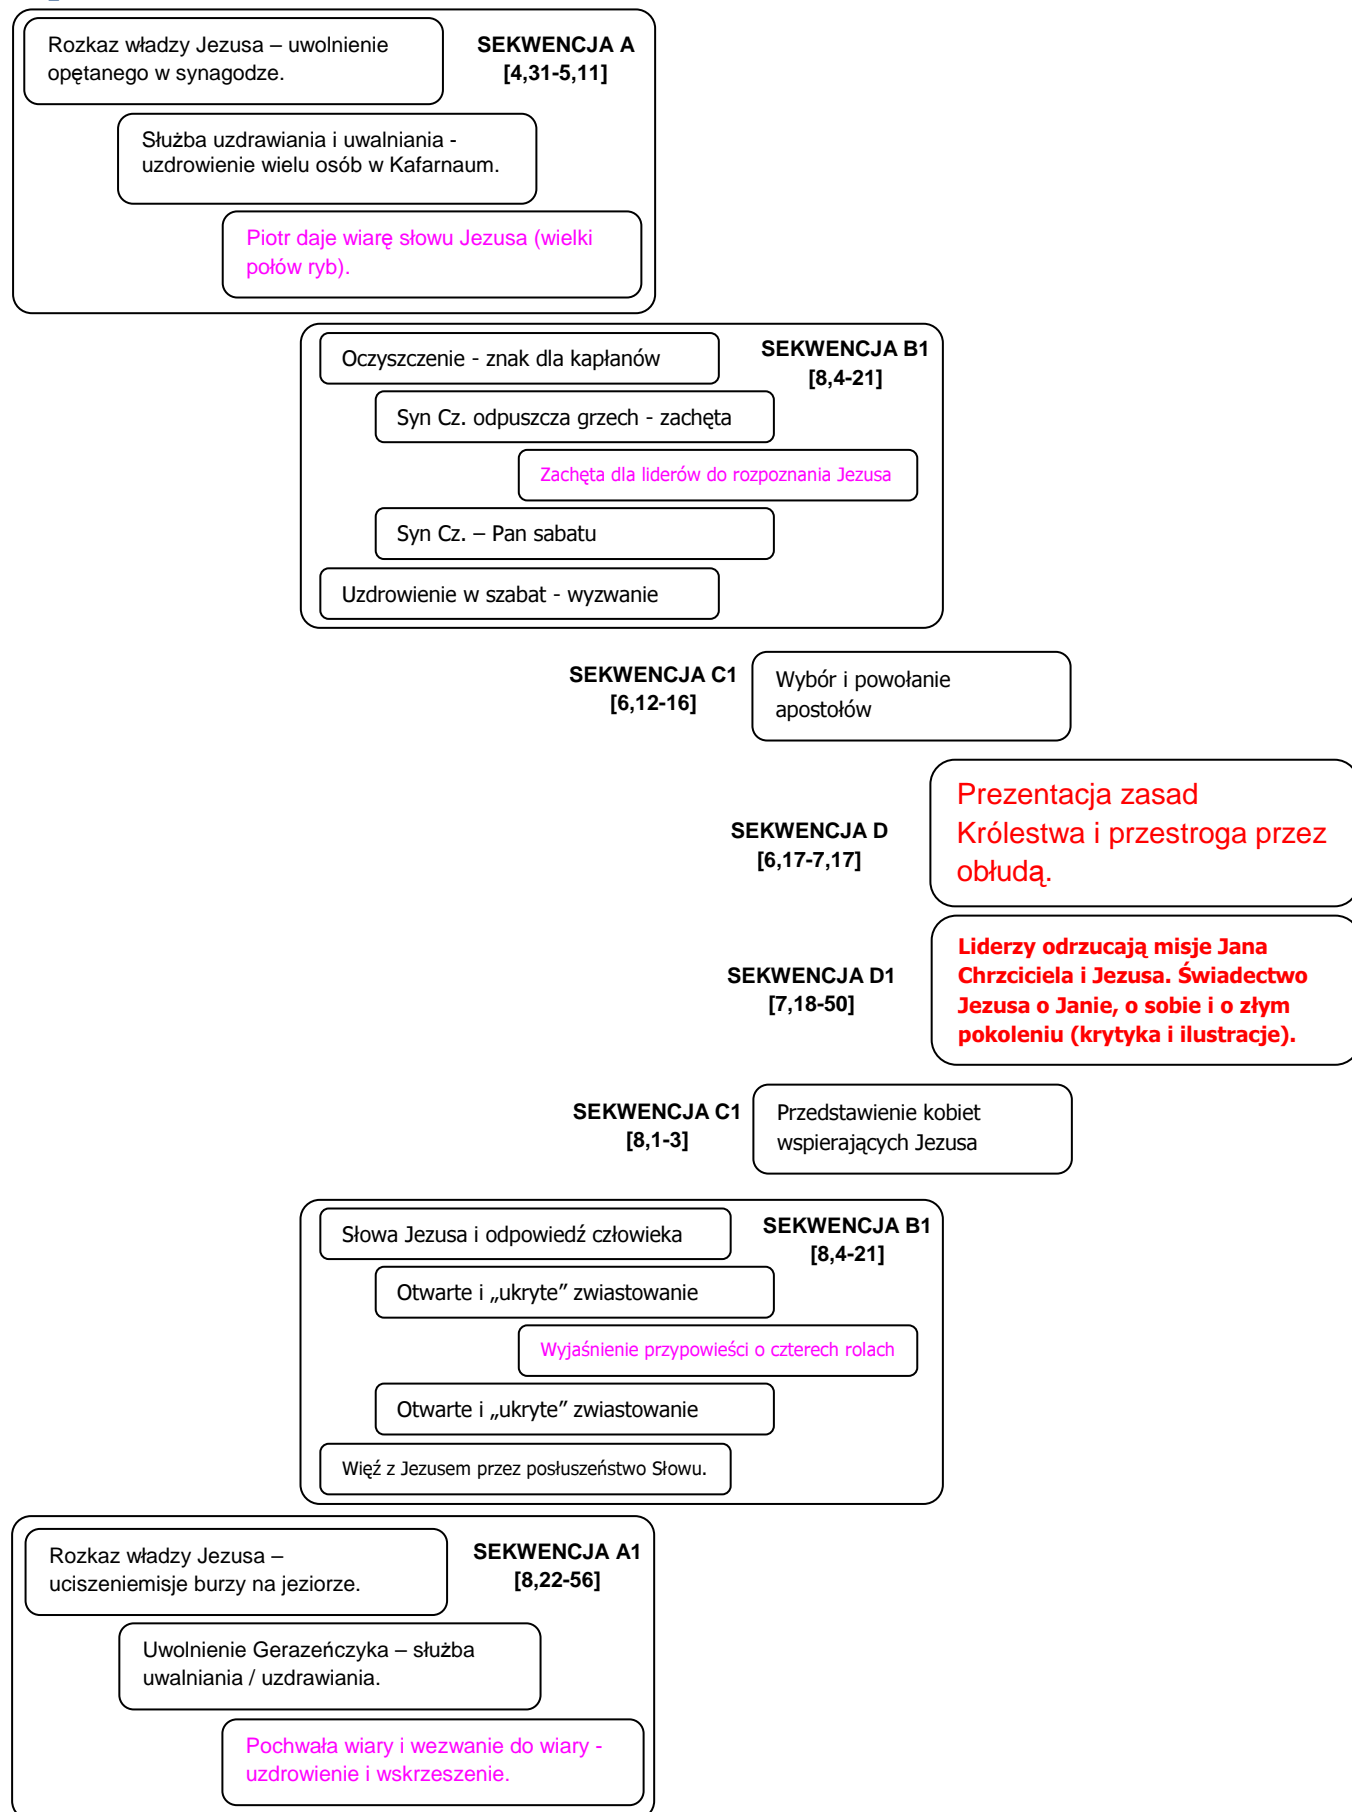 Rozkaz władzy Jezusa – uwolnienie
opętanego w synagodze.
SEKWENCJA A
[4,31-5,11]
Służba uzdrawiania i uwalniania -
uzdrowienie wielu osób w Kafarnaum.
Piotr daje wiarę słowu Jezusa (wielki
połów ryb).
Oczyszczenie - znak dla kapłanów
SEKWENCJA B1
[8,4-21]
Syn Cz. odpuszcza grzech - zachęta
Zachęta dla liderów do rozpoznania Jezusa
Syn Cz. – Pan sabatu
Uzdrowienie w szabat - wyzwanie
SEKWENCJA C1
[6,12-16]
Wybór i powołanie
apostołów
SEKWENCJA D
[6,17-7,17]
Prezentacja zasad
Królestwa i przestroga przez
obłudą.
SEKWENCJA D1
[7,18-50]
Liderzy odrzucają misje Jana
Chrzciciela i Jezusa. Świadectwo
Jezusa o Janie, o sobie i o złym
pokoleniu (krytyka i ilustracje).
SEKWENCJA C1
[8,1-3]
Przedstawienie kobiet
wspierających Jezusa
Słowa Jezusa i odpowiedź człowieka
SEKWENCJA B1
[8,4-21]
Otwarte i „ukryte” zwiastowanie
Wyjaśnienie przypowieści o czterech rolach
Otwarte i „ukryte” zwiastowanie
Więź z Jezusem przez posłuszeństwo Słowu.
Rozkaz władzy Jezusa –
uciszeniemisje burzy na jeziorze.
SEKWENCJA A1
[8,22-56]
Uwolnienie Gerazeńczyka – służba
uwalniania / uzdrawiania.
Pochwała wiary i wezwanie do wiary -
uzdrowienie i wskrzeszenie.